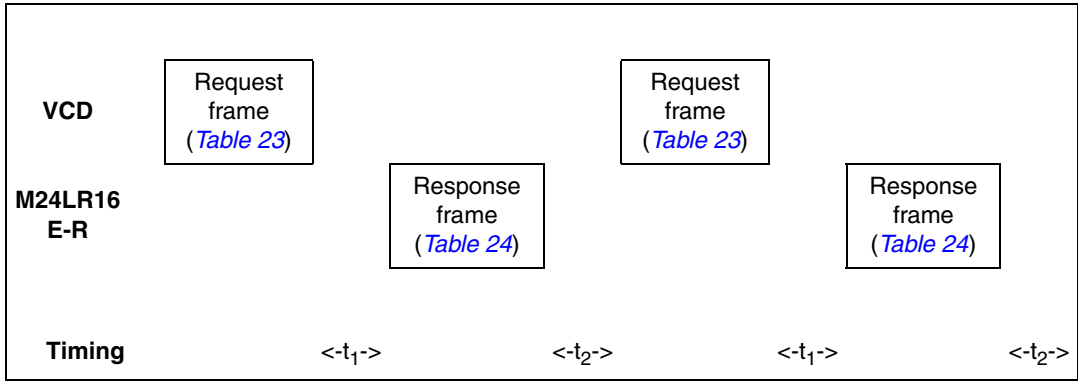 VCD
Request
frame
(Table 23)
Request
frame
(Table 23)
M24LR16
E-R
Response
frame
(Table 24)
Response
frame
(Table 24)
Timing
<-t1->
<-t2->
<-t1->
<-t2->